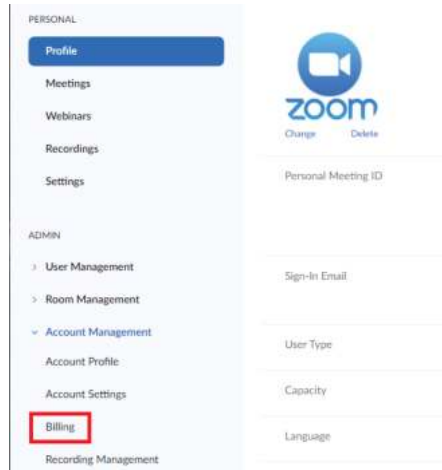 PERSONAL
Profile
Meetings
Webinars
Recordings
Settings
ADMIN
User Management
Room Management
Account Management
Account Profile
Account Settings
Billing
Recording Management
zoom
Change Delete
Personal Meeting ID
Sign-In Email
User Type
Capacity
Language